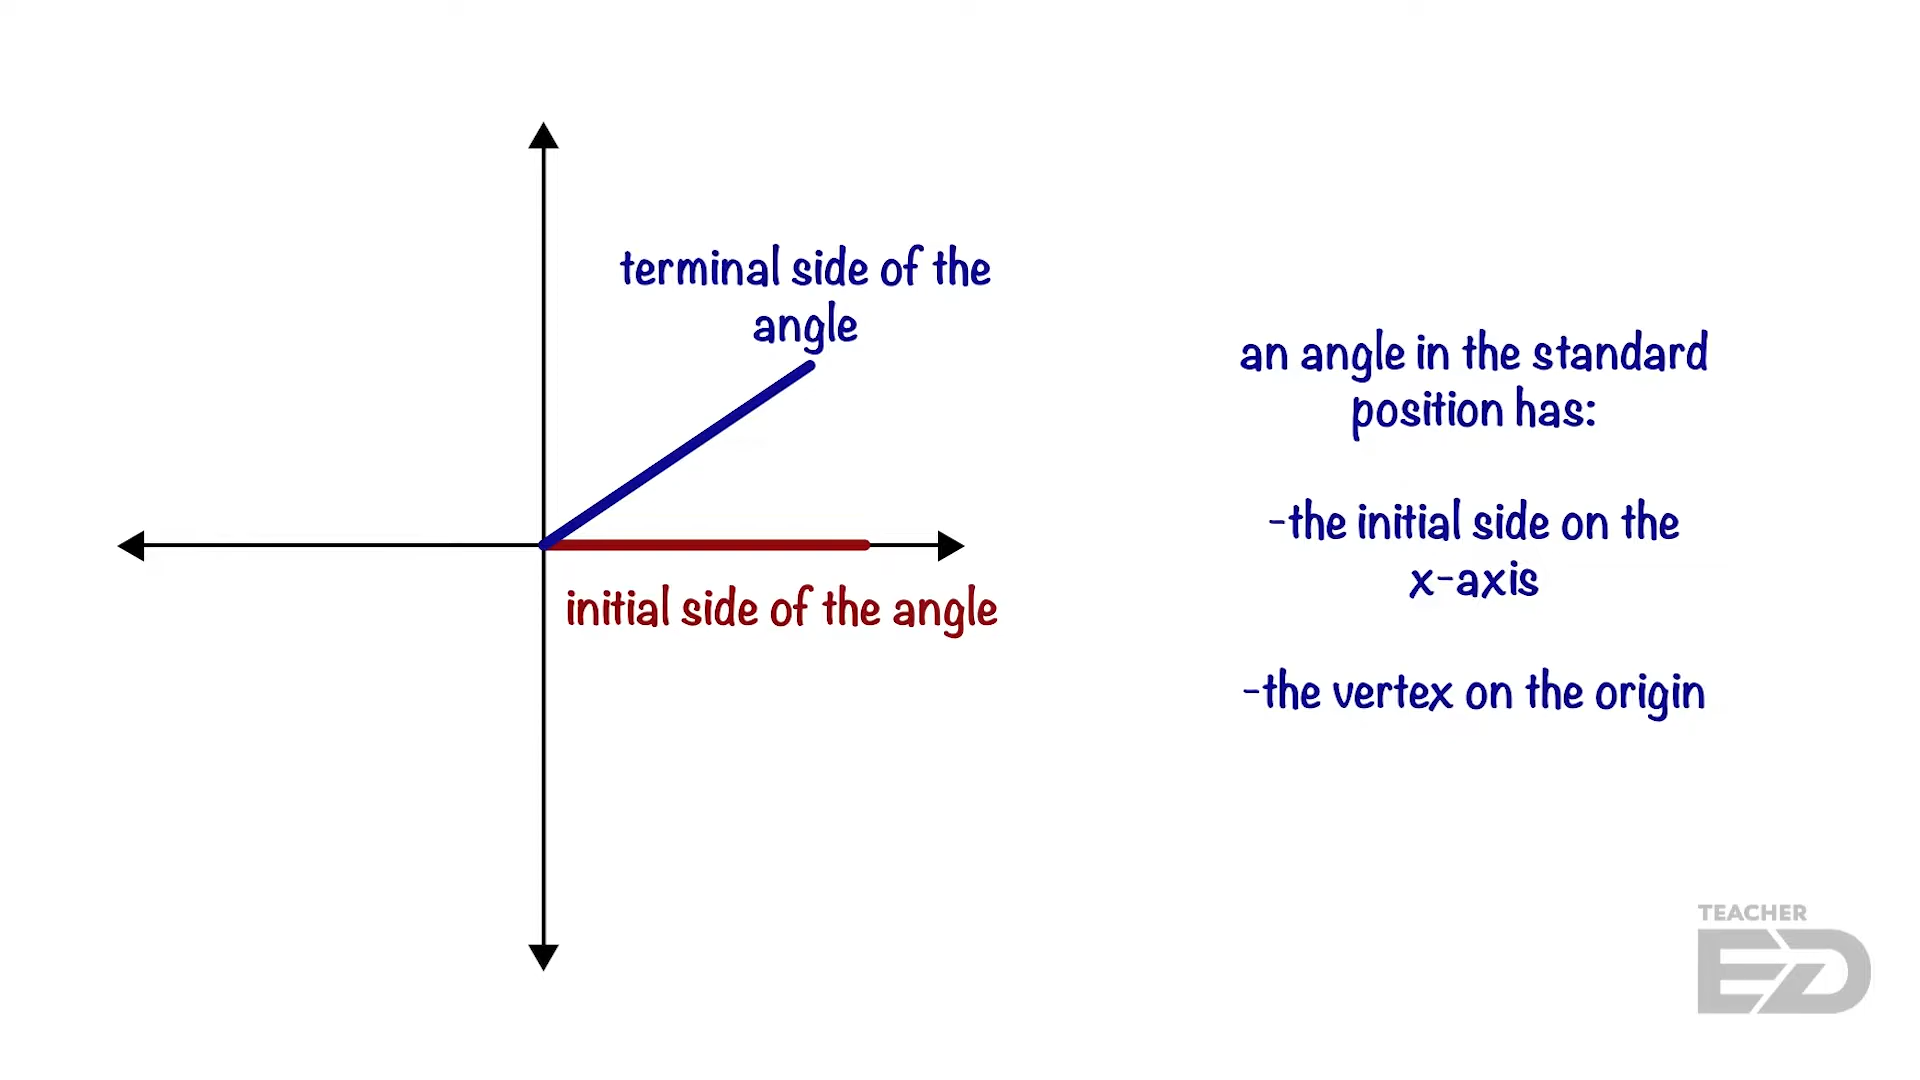 terminal side of the
angle
initial side of the angle
an angle in the standard
position has:
-the initial side on the
x-axis
-the vertex on the origin
TEACHER
EZD